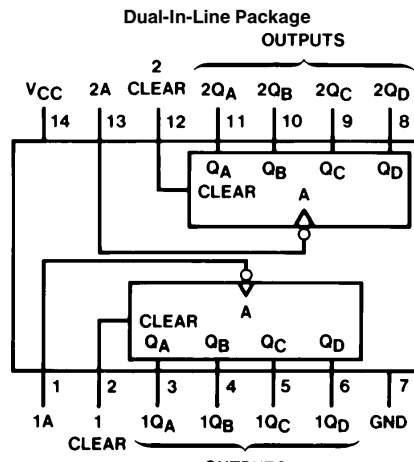 Dual-In-Line Package
OUTPUTS
2
VCC 2A CLEAR 2QA 2QB 2QC 2QD
14 13 12 11 10 9 8
QA QB QC QD
CLEAR A
A
CLEAR
QA QB QC QD
1 2 3 4 5 6 7
1A 1 1QA 1QB 1QC 1QD GND
CLEAR
OUTPUTS